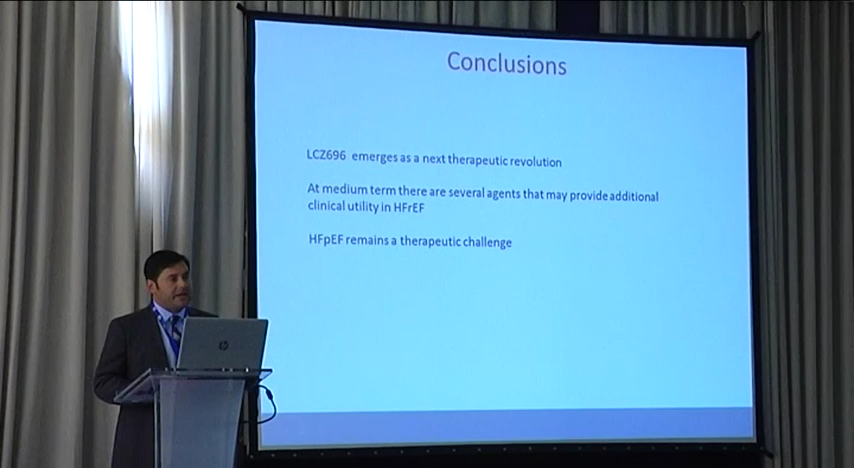 Conclusions
LCZ696 emerges as a next therapeutic revolution
At medium term there are several agents that may provide additional
clinical utility in HFrEF
HFpEF remains a therapeutic challenge
hp